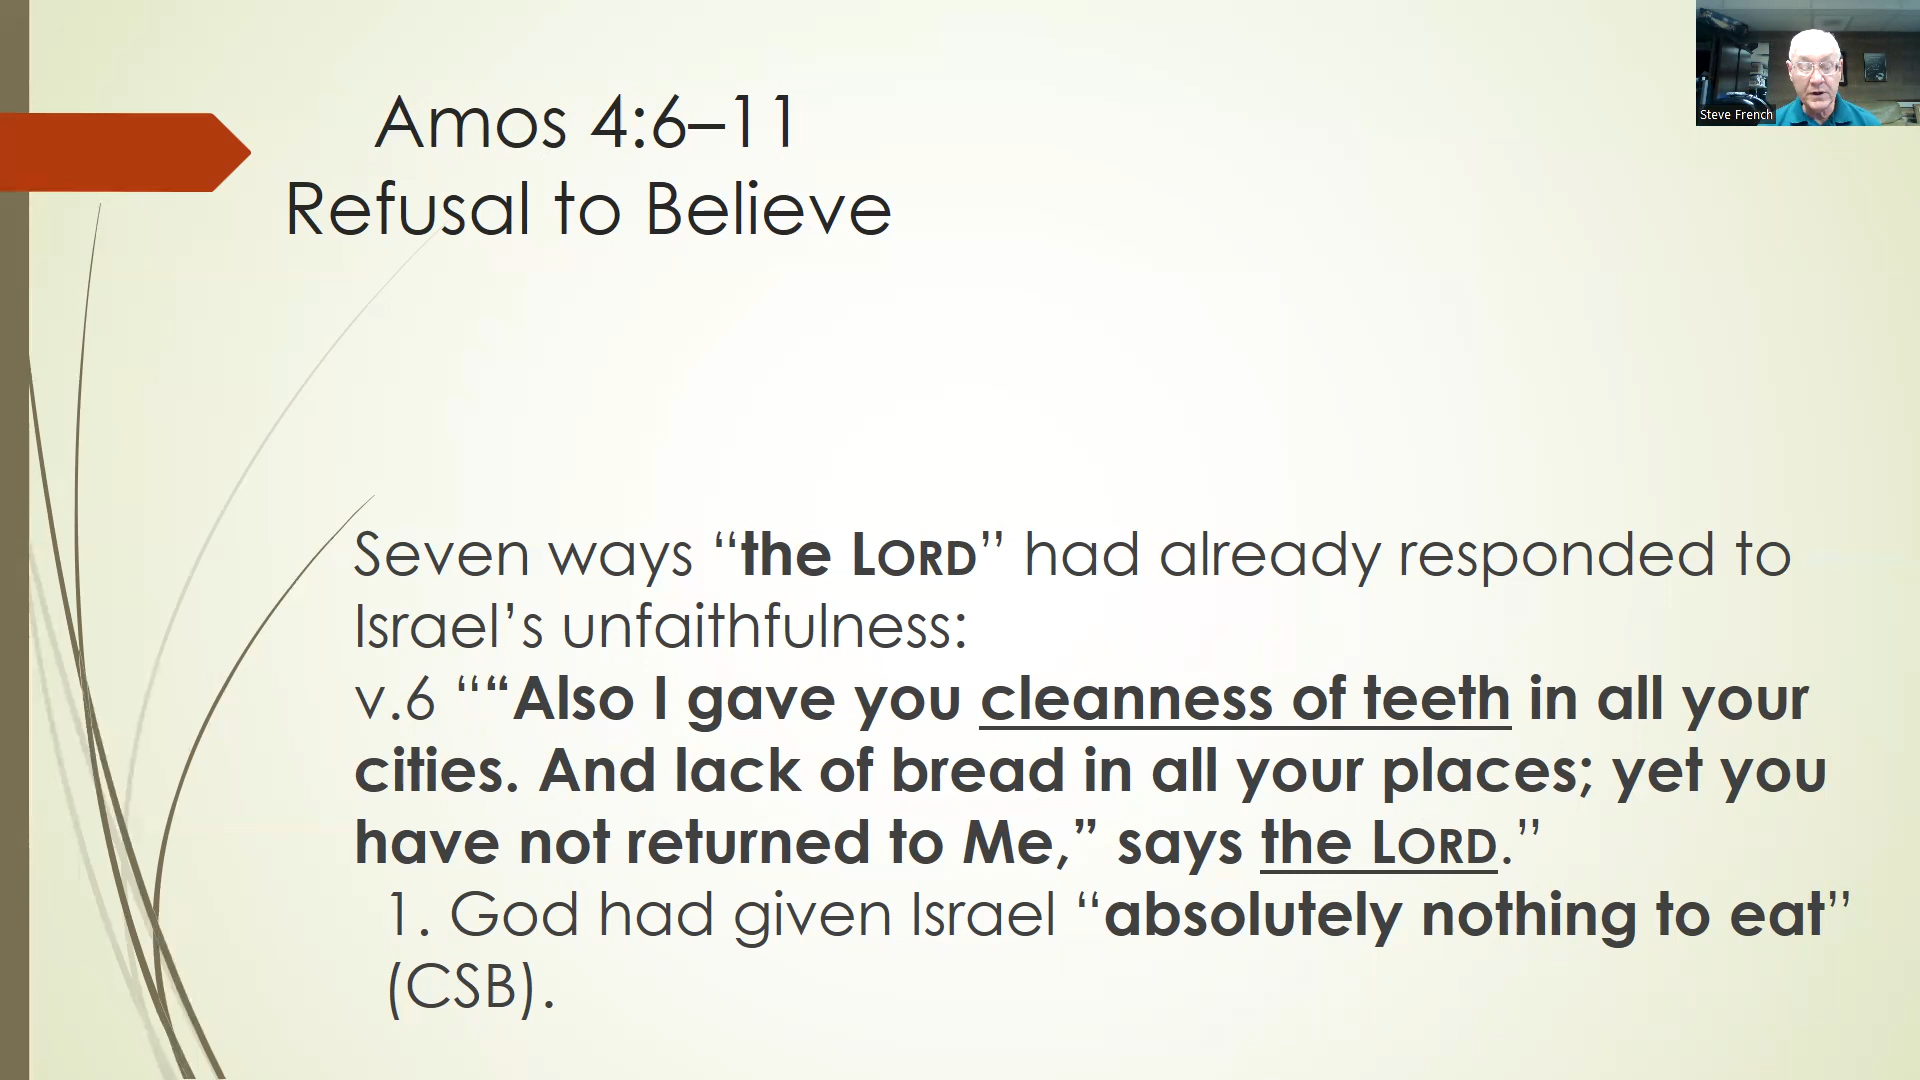 Amos 4:6–11
Refusal to Believe
Steve French
Seven ways “the LORD” had already responded to
Israel’s unfaithfulness:
v.6 ““Also I gave you cleanness of teeth in all your
cities. And lack of bread in all your places; yet you
have not returned to Me,” says the LORD.”
1. God had given Israel “absolutely nothing to eat”
(CSB).